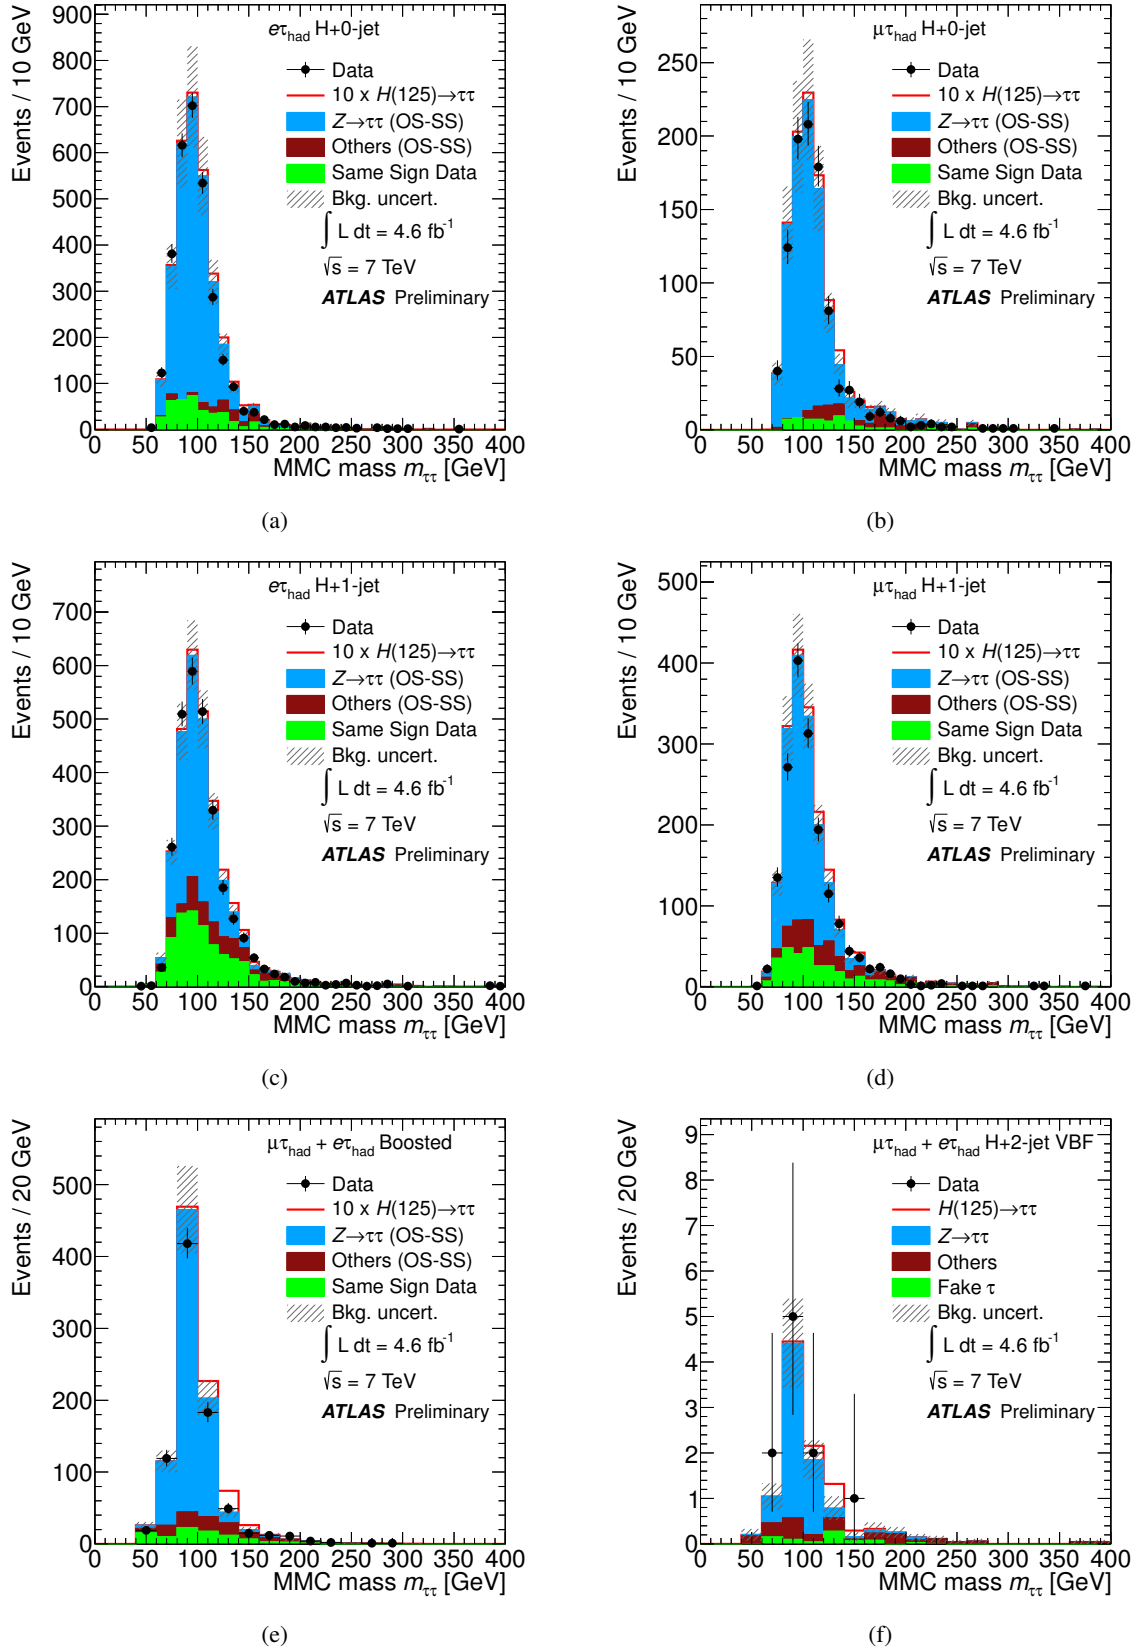 eτhad H+0-jet
Events / 10 GeV
900
800
700
600
500
400
300
200
100
0
Data
10 x H(125)→ττ
Z→ττ (OS-SS)
Others (OS-SS)
Same Sign Data
Bkg. uncert.
∫ L dt = 4.6 fb-1
√s = 7 TeV
ATLAS Preliminary
0 50 100 150 200 250 300 350 400
MMC mass mττ [GeV]
(a)
μτhad H+0-jet
Events / 10 GeV
250
200
150
100
50
0
Data
10 x H(125)→ττ
Z→ττ (OS-SS)
Others (OS-SS)
Same Sign Data
Bkg. uncert.
∫ L dt = 4.6 fb-1
√s = 7 TeV
ATLAS Preliminary
0 50 100 150 200 250 300 350 400
MMC mass mττ [GeV]
(b)
eτhad H+1-jet
Events / 10 GeV
700
600
500
400
300
200
100
0
Data
10 x H(125)→ττ
Z→ττ (OS-SS)
Others (OS-SS)
Same Sign Data
Bkg. uncert.
∫ L dt = 4.6 fb-1
√s = 7 TeV
ATLAS Preliminary
0 50 100 150 200 250 300 350 400
MMC mass mττ [GeV]
(c)
μτhad H+1-jet
Events / 10 GeV
500
400
300
200
100
0
Data
10 x H(125)→ττ
Z→ττ (OS-SS)
Others (OS-SS)
Same Sign Data
Bkg. uncert.
∫ L dt = 4.6 fb-1
√s = 7 TeV
ATLAS Preliminary
0 50 100 150 200 250 300 350 400
MMC mass mττ [GeV]
(d)
μτhad + eτhad Boosted
Events / 20 GeV
500
400
300
200
100
0
Data
10 x H(125)→ττ
Z→ττ (OS-SS)
Others (OS-SS)
Same Sign Data
Bkg. uncert.
∫ L dt = 4.6 fb-1
√s = 7 TeV
ATLAS Preliminary
0 50 100 150 200 250 300 350 400
MMC mass mττ [GeV]
(e)
μτhad + eτhad H+2-jet VBF
Events / 20 GeV
9
8
7
6
5
4
3
2
1
0
Data
H(125)→ττ
Z→ττ
Others
Fake τ
Bkg. uncert.
∫ L dt = 4.6 fb-1
√s = 7 TeV
ATLAS Preliminary
0 50 100 150 200 250 300 350 400
MMC mass mττ [GeV]
(f)